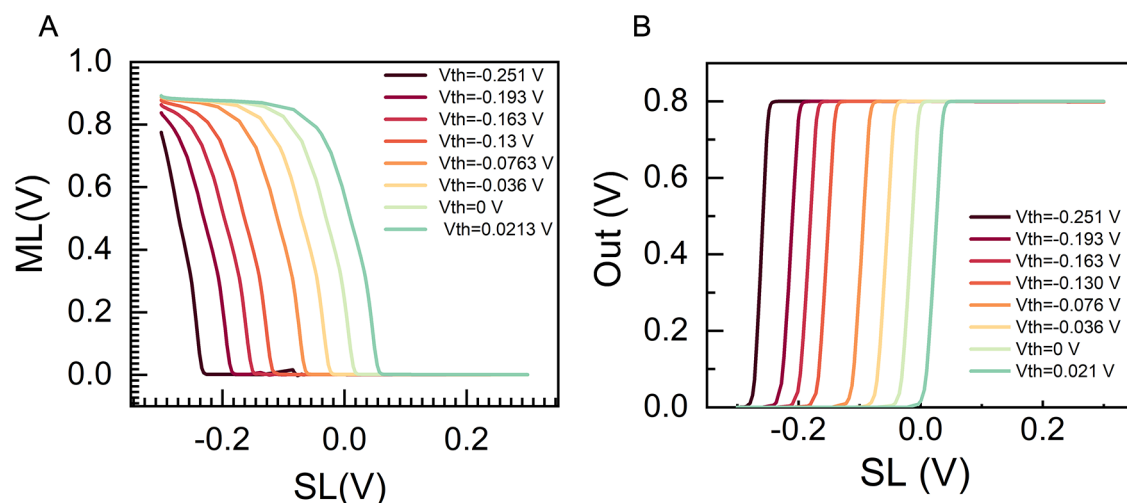 A
1.0
0.8
0.6
0.4
0.2
0.0
ML(V)
-0.2
0.0
0.2
SL(V)
Vth=-0.251 V
Vth=-0.193 V
Vth=-0.163 V
Vth=-0.13 V
Vth=-0.0763 V
Vth=-0.036 V
Vth=0 V
Vth=0.0213 V
B
0.8
0.6
0.4
0.2
0.0
Out (V)
-0.2
0.0
0.2
SL (V)
Vth=-0.251 V
Vth=-0.193 V
Vth=-0.163 V
Vth=-0.130 V
Vth=-0.076 V
Vth=-0.036 V
Vth=0 V
Vth=0.021 V